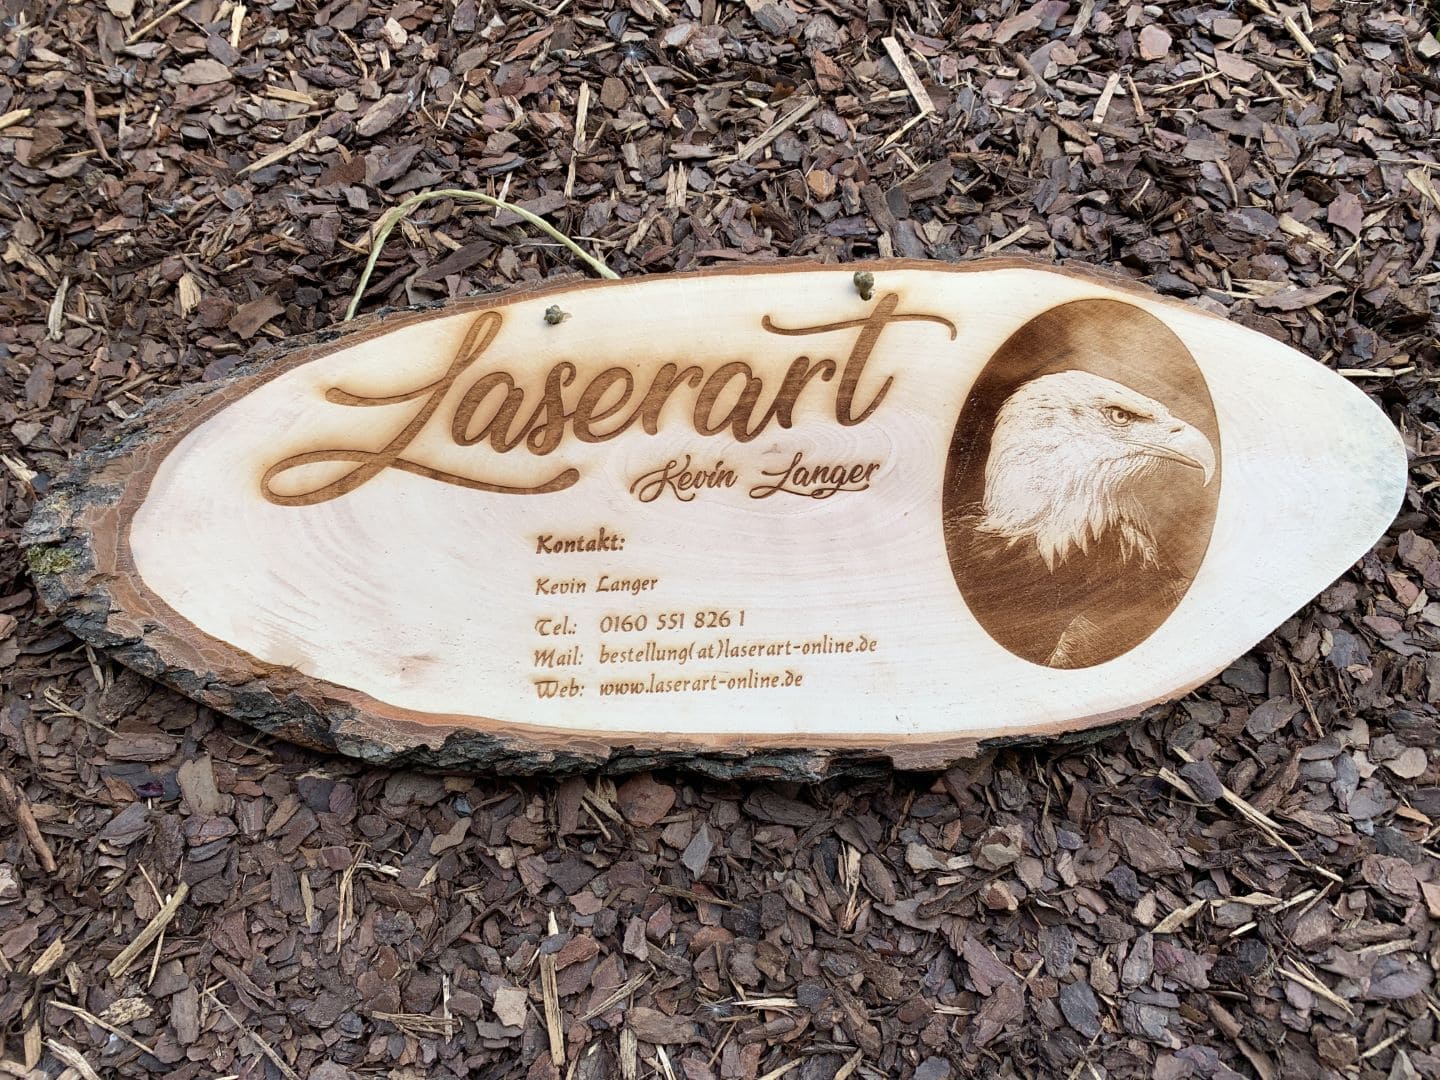 Laserart
Kevin Langer
Kontakt:
Kevin Langer
Tel.: 0160 551 826 1
Mail: bestellung(at)laserart-online.de
Web: www.laserart-online.de